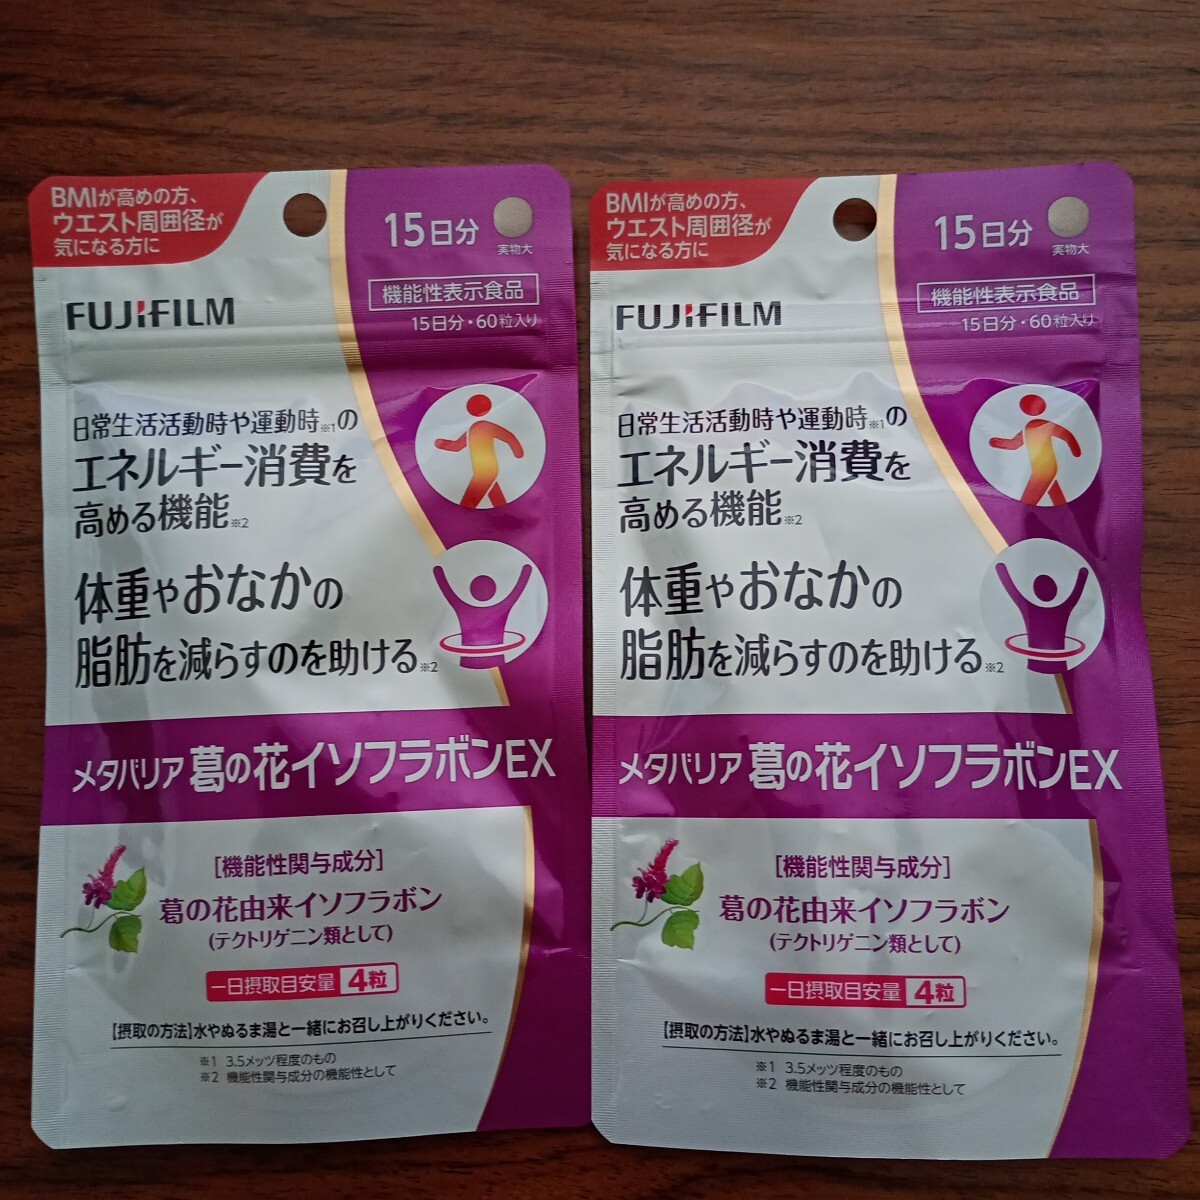 BMIが高めの方、
ウエスト周囲径が
気になる方に
15日分
実物大
FUJIFILM
機能性表示食品
15日分・60粒入り
日常生活活動時や運動時※1の
エネルギー消費を
高める機能※2
体重やおなかの
脂肪を減らすのを助ける※2
メタバリア 葛の花イソフラボンEX
[機能性関与成分]
葛の花由来イソフラボン
(テクトリゲニン類として)
一日摂取目安量 4粒
【摂取の方法】水やぬるま湯と一緒にお召し上がりください。
※1 3.5メッツ程度のもの
※2 機能性関与成分の機能性として
BMIが高めの方、
ウエスト周囲径が
気になる方に
15日分
実物大
FUJIFILM
機能性表示食品
15日分・60粒入り
日常生活活動時や運動時※1の
エネルギー消費を
高める機能※2
体重やおなかの
脂肪を減らすのを助ける※2
メタバリア 葛の花イソフラボンEX
[機能性関与成分]
葛の花由来イソフラボン
(テクトリゲニン類として)
一日摂取目安量 4粒
【摂取の方法】水やぬるま湯と一緒にお召し上がりください。
※1 3.5メッツ程度のもの
※2 機能性関与成分の機能性として